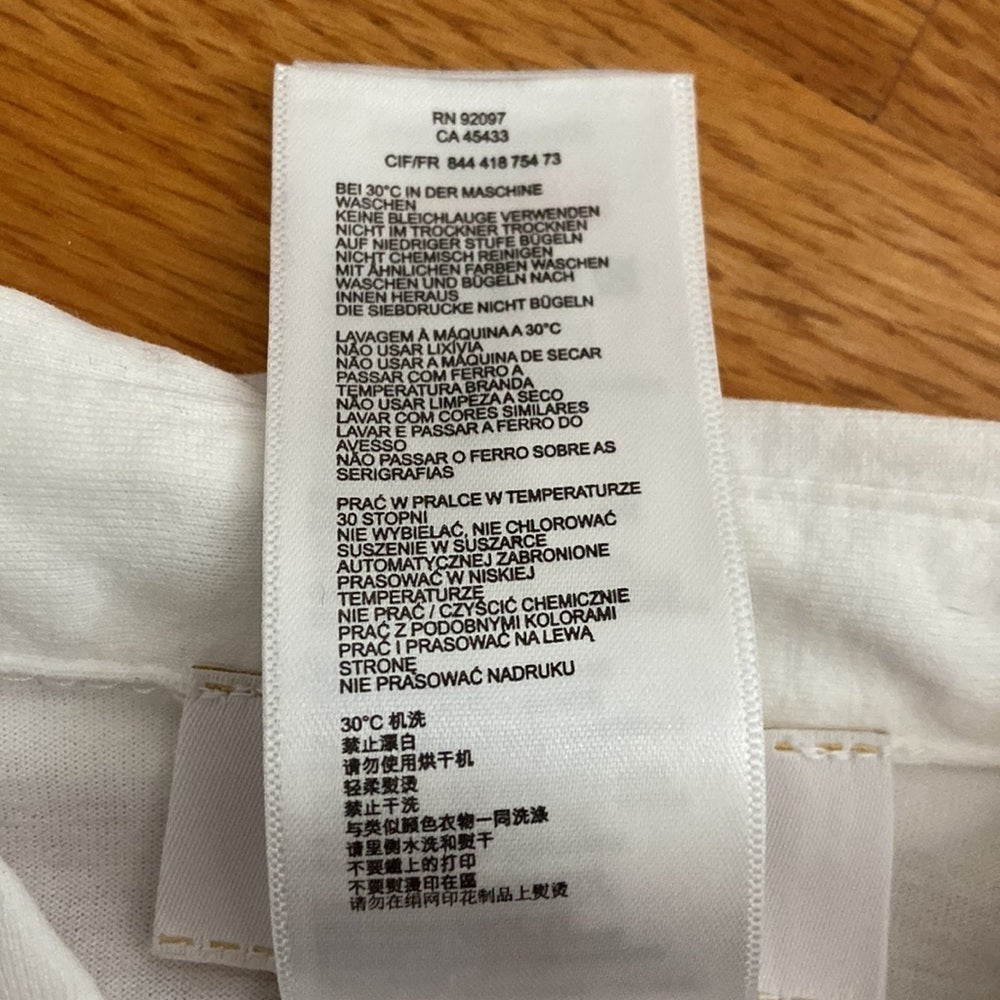 RN 92097
CA 45433
CIF/FR 844 418 754 73
BEI 30°C IN DER MASCHINE
WASCHEN
KEINE BLEICHLAUGE VERWENDEN
NICHT IM TROCKNER TROCKNEN
AUF NIEDRIGER STUFE BÜGELN
NICHT CHEMISCH REINIGEN
MIT ÄHNLICHEN FARBEN WASCHEN
WASCHEN UND BÜGELN NACH
INNEN HERAUS
DIE SIEBDRUCKE NICHT BÜGELN
LAVAGEM À MÁQUINA A 30°C
NÃO USAR LIXÍVIA
NÃO USAR A MÁQUINA DE SECAR
PASSAR COM FERRO A
TEMPERATURA BRANDA
NÃO USAR LIMPEZA A SECO
LAVAR COM CORES SIMILARES
LAVAR E PASSAR A FERRO DO
AVESSO
NÃO PASSAR O FERRO SOBRE AS
SERIGRAFIAS
PRAĆ W PRALCE W TEMPERATURZE
30 STOPNI
NIE WYBIELAĆ, NIE CHLOROWAĆ
SUSZENIE W SUSZARCE
AUTOMATYCZNEJ ZABRONIONE
PRASOWAĆ W NISKIEJ
TEMPERATURZE
NIE PRAĆ / CZYŚCIĆ CHEMICZNIE
PRAĆ Z PODOBNYMI KOLORAMI
PRAĆ I PRASOWAĆ NA LEWĄ
STRONĘ
NIE PRASOWAĆ NADRUKU
30°C 机洗
禁止漂白
请勿使用烘干机
轻柔熨烫
禁止干洗
与类似颜色衣物一同洗涤
请里侧水洗和熨干
不要蠟上的打印
不要熨燙印在區
请勿在绢网印花制品上熨烫